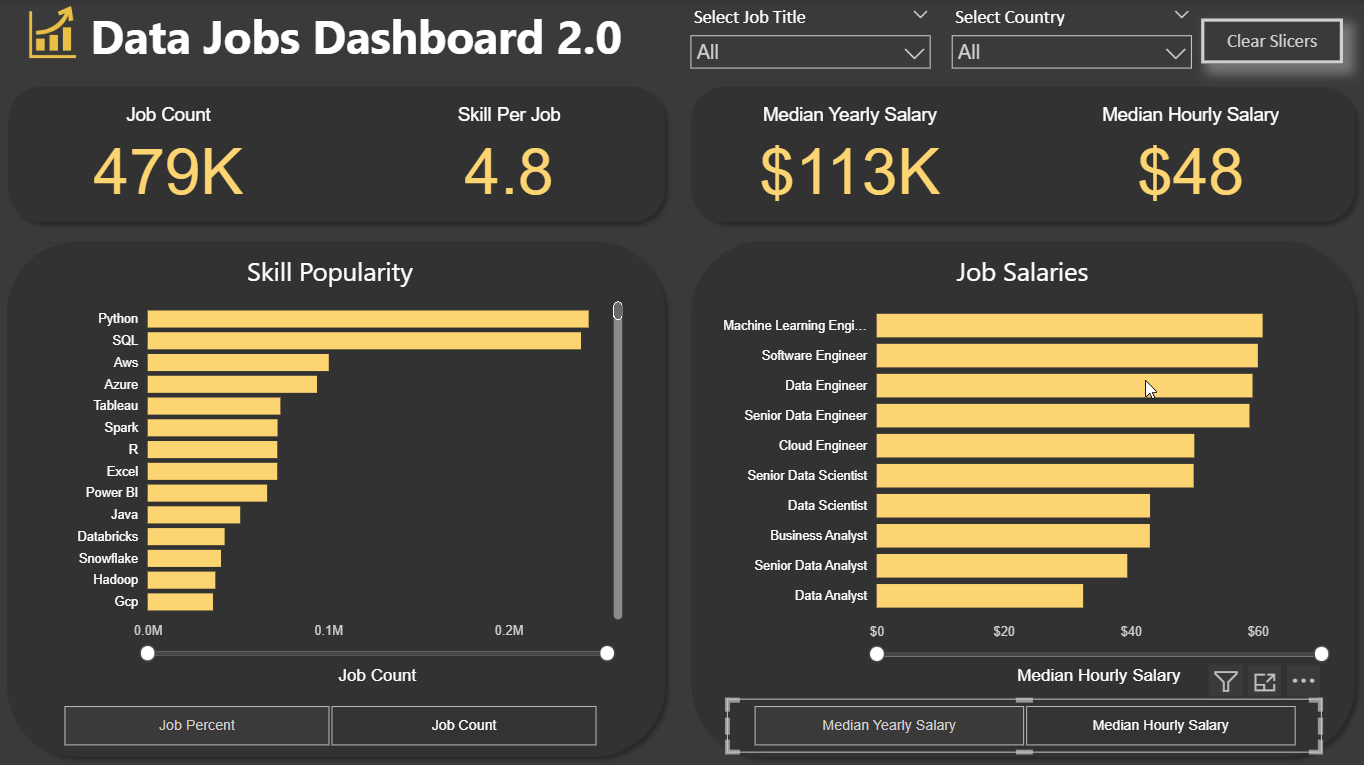 Data Jobs Dashboard 2.0
Select Job Title
All
Select Country
All
Clear Slicers
Job Count
479K
Skill Per Job
4.8
Median Yearly Salary
$113K
Median Hourly Salary
$48
Skill Popularity
Python
SQL
Aws
Azure
Tableau
Spark
R
Excel
Power BI
Java
Databricks
Snowflake
Hadoop
Gcp
0.0M 0.1M 0.2M
Job Count
Job Percent
Job Count
Job Salaries
Machine Learning Engi...
Software Engineer
Data Engineer
Senior Data Engineer
Cloud Engineer
Senior Data Scientist
Data Scientist
Business Analyst
Senior Data Analyst
Data Analyst
$0 $20 $40 $60
Median Hourly Salary
Median Yearly Salary
Median Hourly Salary